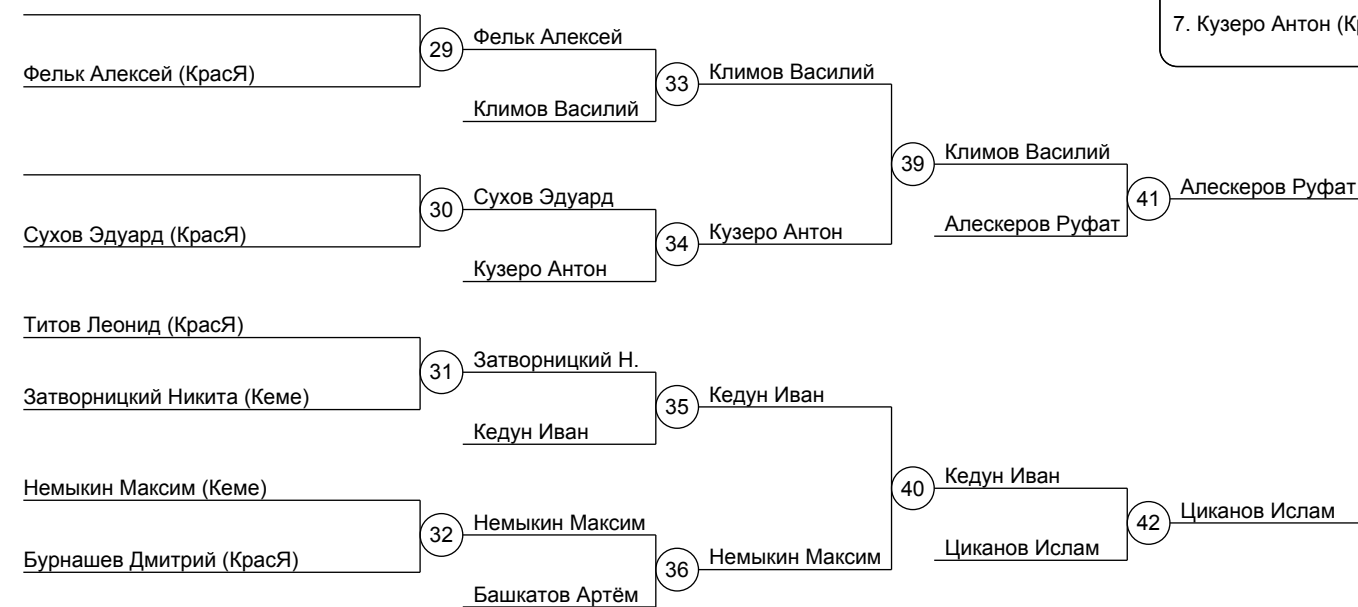 7. Кузеро Антон
Фельк Алексей
29
Фельк Алексей (КрасЯ)
Климов Василий
33
Климов Василий
Климов Василий
39
Сухов Эдуард
30
Алескеров Руфат
41
Сухов Эдуард (КрасЯ)
Кузеро Антон
34
Алескеров Руфат
Кузеро Антон
Титов Леонид (КрасЯ)
Затворницкий Н.
31
Затворницкий Никита (Кеме)
Кедун Иван
35
Кедун Иван
Немыкин Максим (Кеме)
Кедун Иван
40
Немыкин Максим
32
Циканов Ислам
42
Циканов Ислам
Бурнашев Дмитрий (КрасЯ)
Немыкин Максим
36
Башкатов Артём